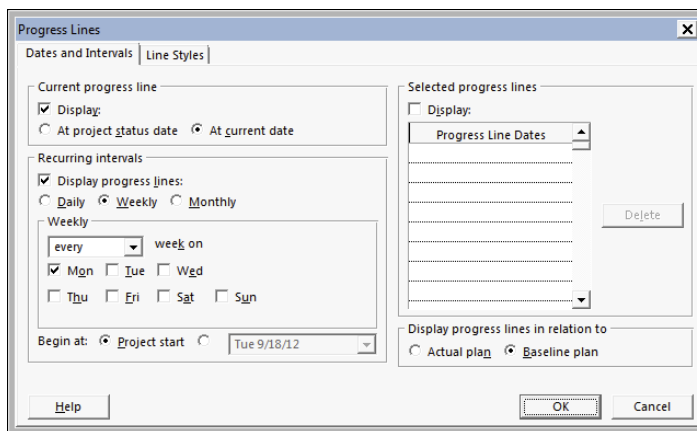 Progress Lines
Dates and Intervals
Line Styles
Current progress line
Display:
At project status date
At current date
Recurring intervals
Display progress lines:
Daily
Weekly
Monthly
Weekly
every
week on
Mon
Tue
Wed
Thu
Fri
Sat
Sun
Begin at:
Project start
Tue 9/18/12
Selected progress lines
Display:
Progress Line Dates
Delete
Display progress lines in relation to
Actual plan
Baseline plan
Help
OK
Cancel